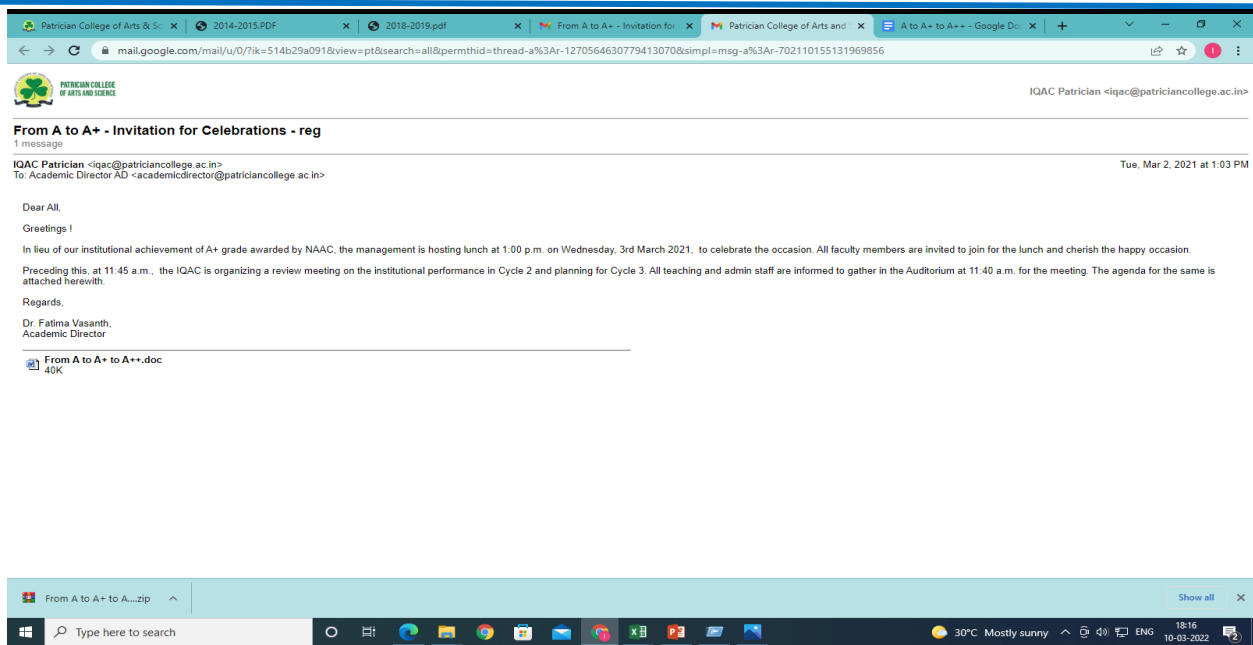 Patrician College of Arts & Sc
2014-2015.PDF
2018-2019.pdf
From A to A+ - Invitation for
Patrician College of Arts and
A to A+ to A++ - Google Doc
mail.google.com/mail/u/0/?ik=514b29a091&view=pt&search=all&permthid=thread-a%3Ar-1270564630779413070&simpl=msg-a%3Ar-702110155131969856
PATRICIAN COLLEGE
OF ARTS AND SCIENCE
IQAC Patrician <iqac@patriciancollege.ac.in>
From A to A+ - Invitation for Celebrations - reg
1 message
IQAC Patrician <iqac@patriciancollege.ac.in> Tue, Mar 2, 2021 at 1:03 PM
To: Academic Director AD <academicdirector@patriciancollege.ac.in>
Dear All,
Greetings !
In lieu of our institutional achievement of A+ grade awarded by NAAC, the management is hosting lunch at 1:00 p.m. on Wednesday, 3rd March 2021, to celebrate the occasion. All faculty members are invited to join for the lunch and cherish the happy occasion.
Preceding this, at 11:45 a.m., the IQAC is organizing a review meeting on the institutional performance in Cycle 2 and planning for Cycle 3. All teaching and admin staff are informed to gather in the Auditorium at 11:40 a.m. for the meeting. The agenda for the same is
attached herewith.
Regards,
Dr. Fatima Vasanth,
Academic Director
From A to A+ to A++.doc
40K
From A to A+ to A....zip
Show all
Type here to search
30°C Mostly sunny
ENG
18:16
10-03-2022
2